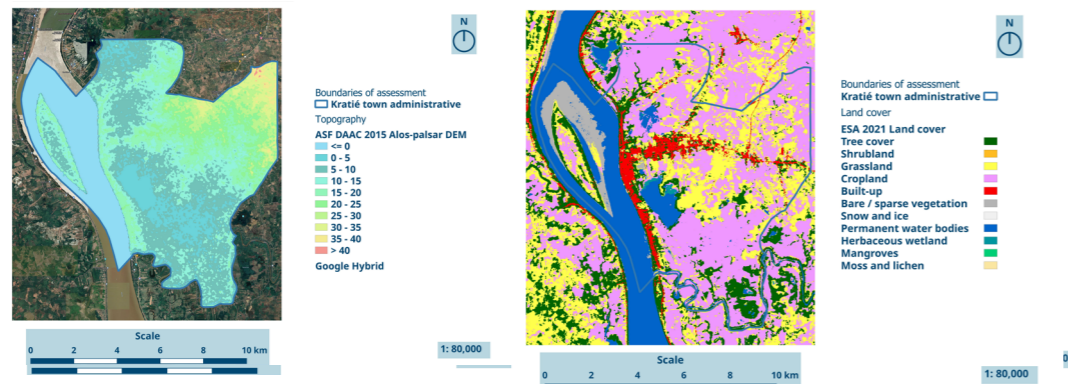 N
Boundaries of assessment
Kratié town administrative
Topography
ASF DAAC 2015 Alos-palsar DEM
<= 0
0 - 5
5 - 10
10 - 15
15 - 20
20 - 25
25 - 30
30 - 35
35 - 40
> 40
Google Hybrid
Scale
0 2 4 6 8 10 km
1: 80,000
N
Boundaries of assessment
Kratié town administrative
Land cover
ESA 2021 Land cover
Tree cover
Shrubland
Grassland
Cropland
Built-up
Bare / sparse vegetation
Snow and ice
Permanent water bodies
Herbaceous wetland
Mangroves
Moss and lichen
Scale
0 2 4 6 8 10 km
1: 80,000
0